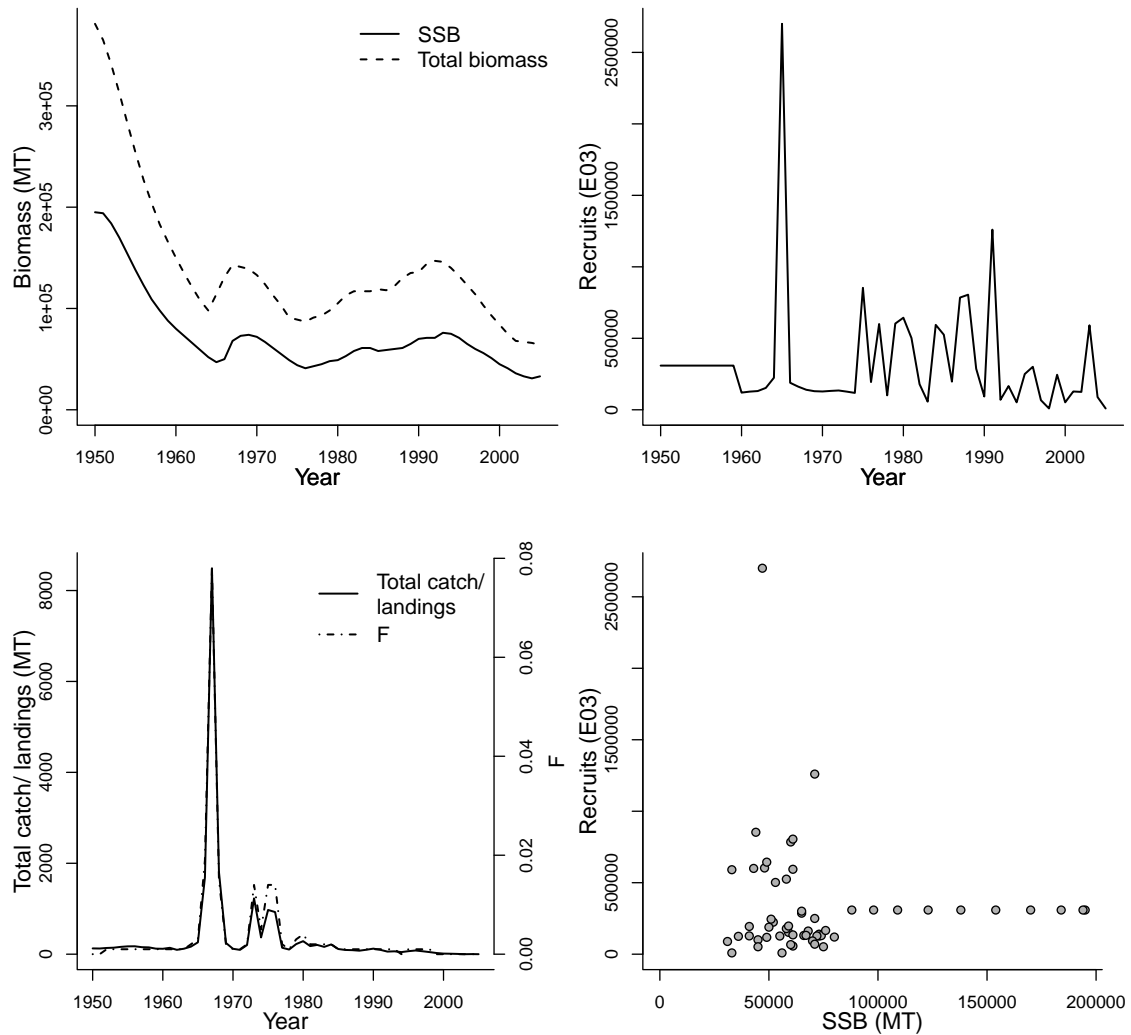 SSB
Total biomass
Biomass (MT)
0e+00
1e+05
2e+05
3e+05
1950 1960 1970 1980 1990 2000
Year
Recruits (E03)
0
500000
1500000
2500000
1950 1960 1970 1980 1990 2000
Year
Total catch/
landings
F
Total catch/ landings (MT)
0
2000
4000
6000
8000
F
0.00
0.02
0.04
0.06
0.08
1950 1960 1970 1980 1990 2000
Year
Recruits (E03)
0
500000
1500000
2500000
0 50000 100000 150000 200000
SSB (MT)